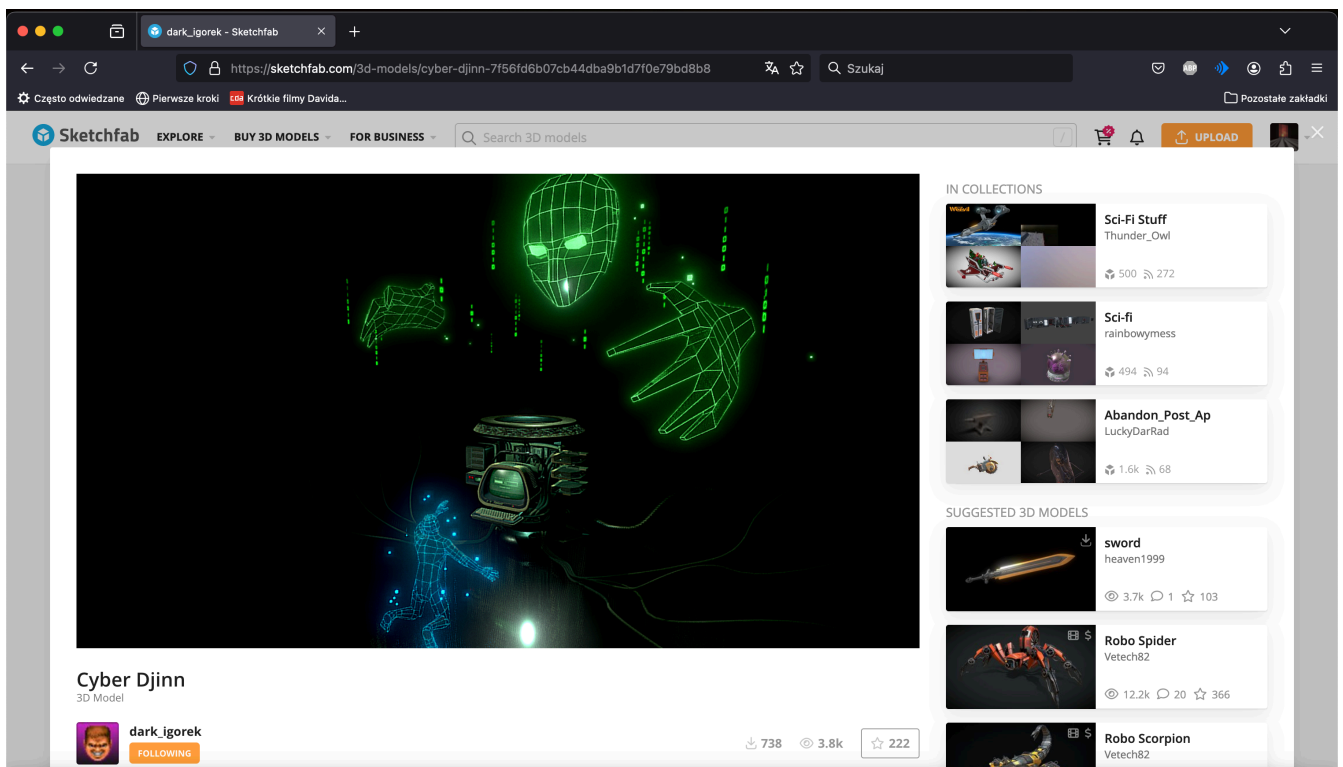 dark_igorek - Sketchfab
https://sketchfab.com/3d-models/cyber-djinn-7f56fd6b07cb44dba9b1d7f0e79bd8b8
Szukaj
ABP
Często odwiedzane
Pierwsze kroki
cda
Krótkie filmy Davida...
Pozostałe zakładki
Sketchfab
EXPLORE
BUY 3D MODELS
FOR BUSINESS
Search 3D models
/
UPLOAD
IN COLLECTIONS
Sci-Fi Stuff
Thunder_Owl
500 272
Sci-fi
rainbowymess
494 94
Abandon_Post_Ap
LuckyDarRad
1.6k 68
SUGGESTED 3D MODELS
sword
heaven1999
3.7k 1 103
$
Robo Spider
Vetech82
12.2k 20 366
$
Robo Scorpion
Vetech82
Cyber Djinn
3D Model
dark_igorek
FOLLOWING
738 3.8k 222